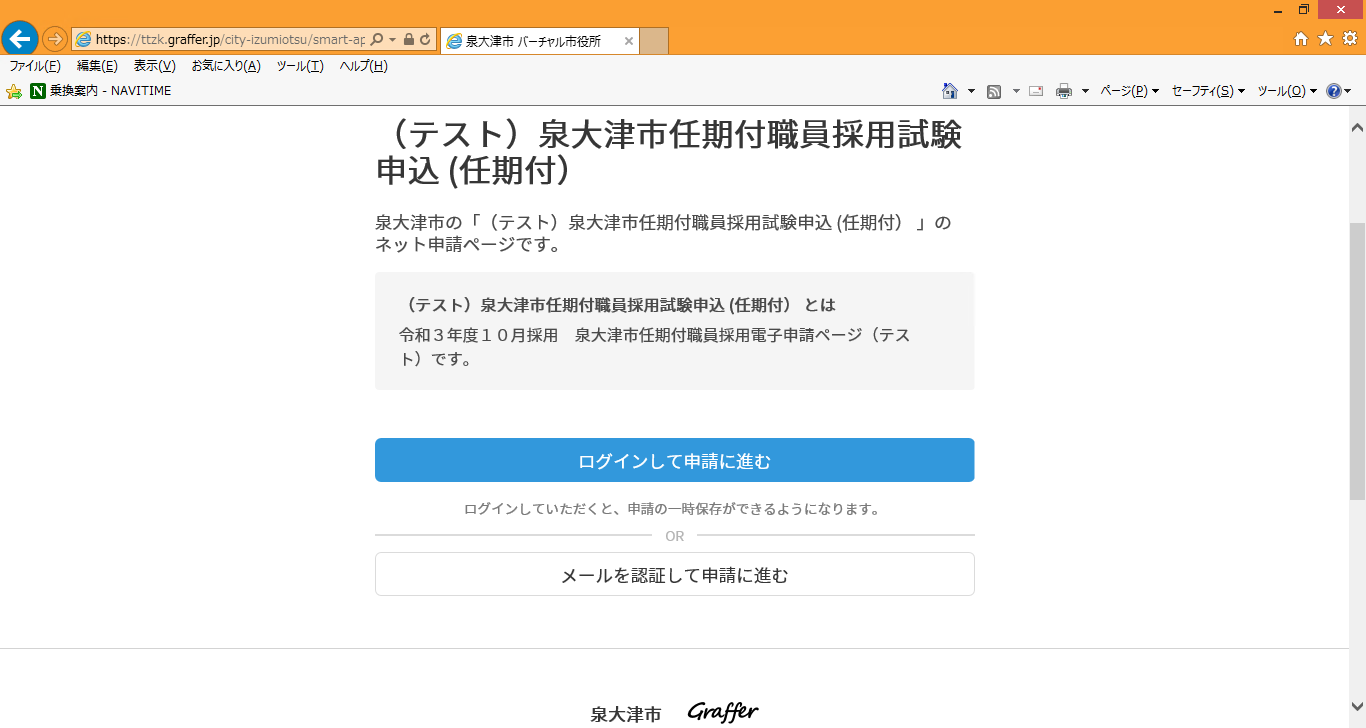 https://ttzk.graffer.jp/city-izumiotsu/smart-ap
泉大津市 バーチャル市役所
ファイル(F) 編集(E) 表示(V) お気に入り(A) ツール(T) ヘルプ(H)
乗換案内 - NAVITIME
ページ(P) セーフティ(S) ツール(O)
（テスト）泉大津市任期付職員採用試験
申込 (任期付）
泉大津市の「（テスト）泉大津市任期付職員採用試験申込 (任期付） 」の
ネット申請ページです。
（テスト）泉大津市任期付職員採用試験申込 (任期付） とは
令和３年度１０月採用　泉大津市任期付職員採用電子申請ページ（テス
ト）です。
ログインして申請に進む
ログインしていただくと、申請の一時保存ができるようになります。
OR
メールを認証して申請に進む
泉大津市 Graffer